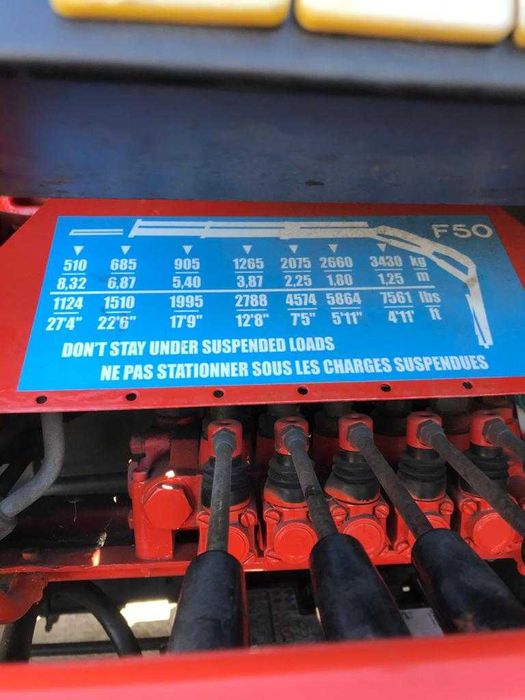 F50
510 685 905 1265 2075 2660 3430 kg
8,32 6,87 5,40 3,87 2,25 1,80 1,25 m
1124 1510 1995 2788 4574 5864 7561 lbs
27'4" 22'6" 17'9" 12'8" 7'5" 5'11" 4'11' ft
DON'T STAY UNDER SUSPENDED LOADS
NE PAS STATIONNER SOUS LES CHARGES SUSPENDUES